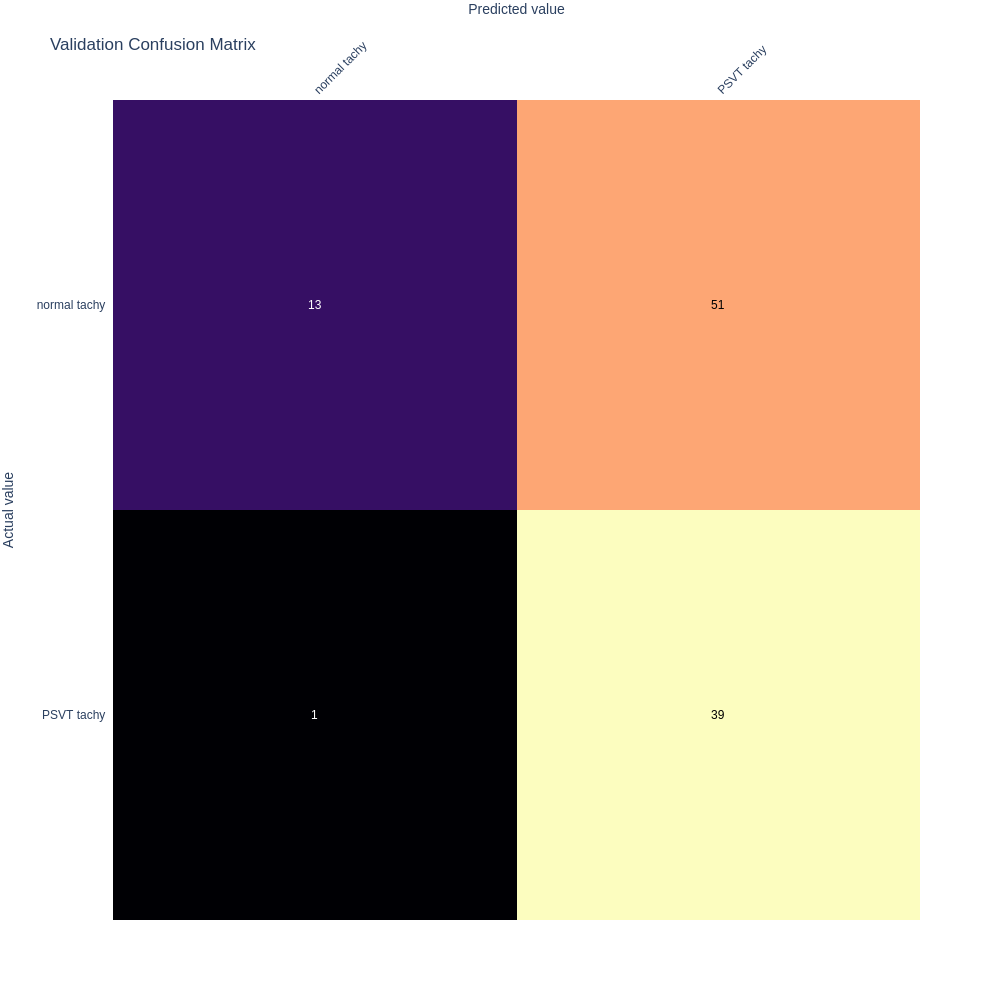 Predicted value
Validation Confusion Matrix
normal tachy
PSVT tachy
normal tachy
13
51
Actual value
PSVT tachy
1
39